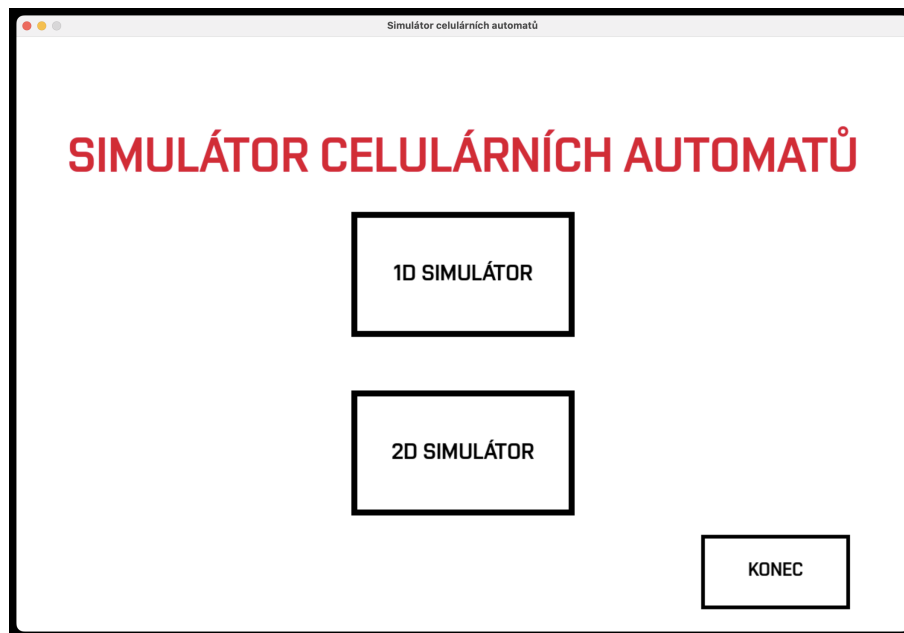 Simulátor celulárních automatů
SIMULÁTOR CELULÁRNÍCH AUTOMATŮ
1D SIMULÁTOR
2D SIMULÁTOR
KONEC